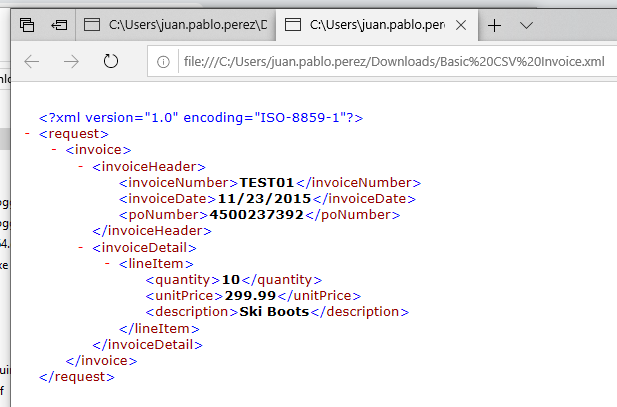 C:\Users\juan.pablo.perez\D
C:\Users\juan.pablo.per
file:///C:/Users/juan.pablo.perez/Downloads/Basic%20CSV%20Invoice.xml
<?xml version="1.0" encoding="ISO-8859-1"?>
- <request>
- <invoice>
- <invoiceHeader>
<invoiceNumber>TEST01</invoiceNumber>
<invoiceDate>11/23/2015</invoiceDate>
<poNumber>4500237392</poNumber>
</invoiceHeader>
- <invoiceDetail>
- <lineItem>
<quantity>10</quantity>
<unitPrice>299.99</unitPrice>
<description>Ski Boots</description>
</lineItem>
</invoiceDetail>
</invoice>
</request>